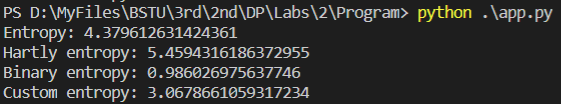 PS D:\MyFiles\BSTU\3rd\2nd\DP\Labs\2\Program> python .\app.py
Entropy: 4.379612631424361
Hartly entropy: 5.4594316186372955
Binary entropy: 0.986026975637746
Custom entropy: 3.0678661059317234